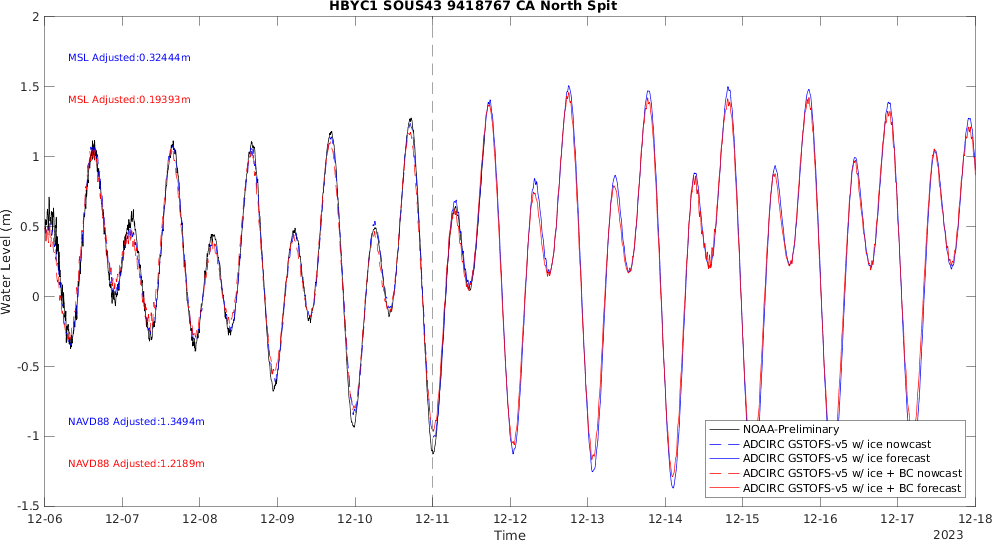 HBYC1 SOUS43 9418767 CA North Spit
2
1.5
1
0.5
0
-0.5
-1
-1.5
Water Level (m)
MSL Adjusted:0.32444m
MSL Adjusted:0.19393m
NAVD88 Adjusted:1.3494m
NAVD88 Adjusted:1.2189m
NOAA-Preliminary
ADCIRC GSTOFS-v5 w/ ice nowcast
ADCIRC GSTOFS-v5 w/ ice forecast
ADCIRC GSTOFS-v5 w/ ice + BC nowcast
ADCIRC GSTOFS-v5 w/ ice + BC forecast
12-06 12-07 12-08 12-09 12-10 12-11 12-12 12-13 12-14 12-15 12-16 12-17 12-18
Time
2023